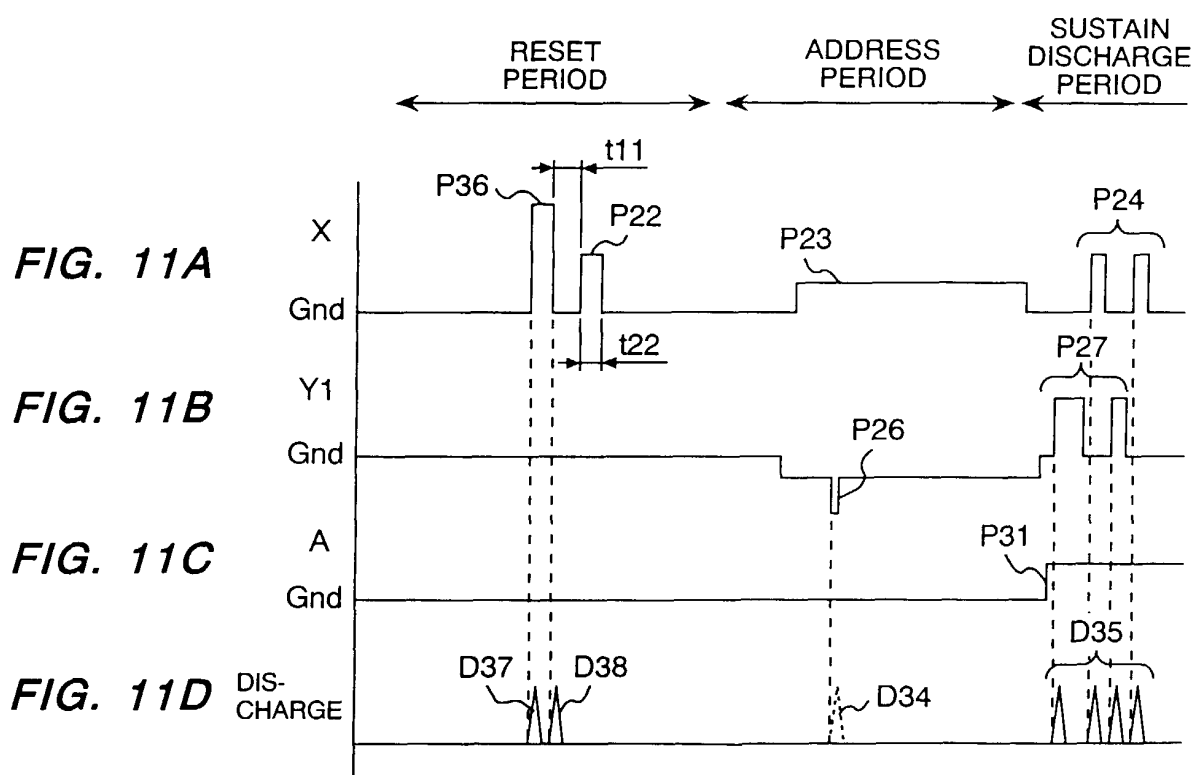 RESET
PERIOD
ADDRESS
PERIOD
SUSTAIN
DISCHARGE
PERIOD
t11
P36
P22
P23
P24
X
FIG. 11A
Gnd
t22
P27
Y1
FIG. 11B
P26
Gnd
A
P31
FIG. 11C
Gnd
D35
D37
D38
D34
FIG. 11D
DIS-
CHARGE